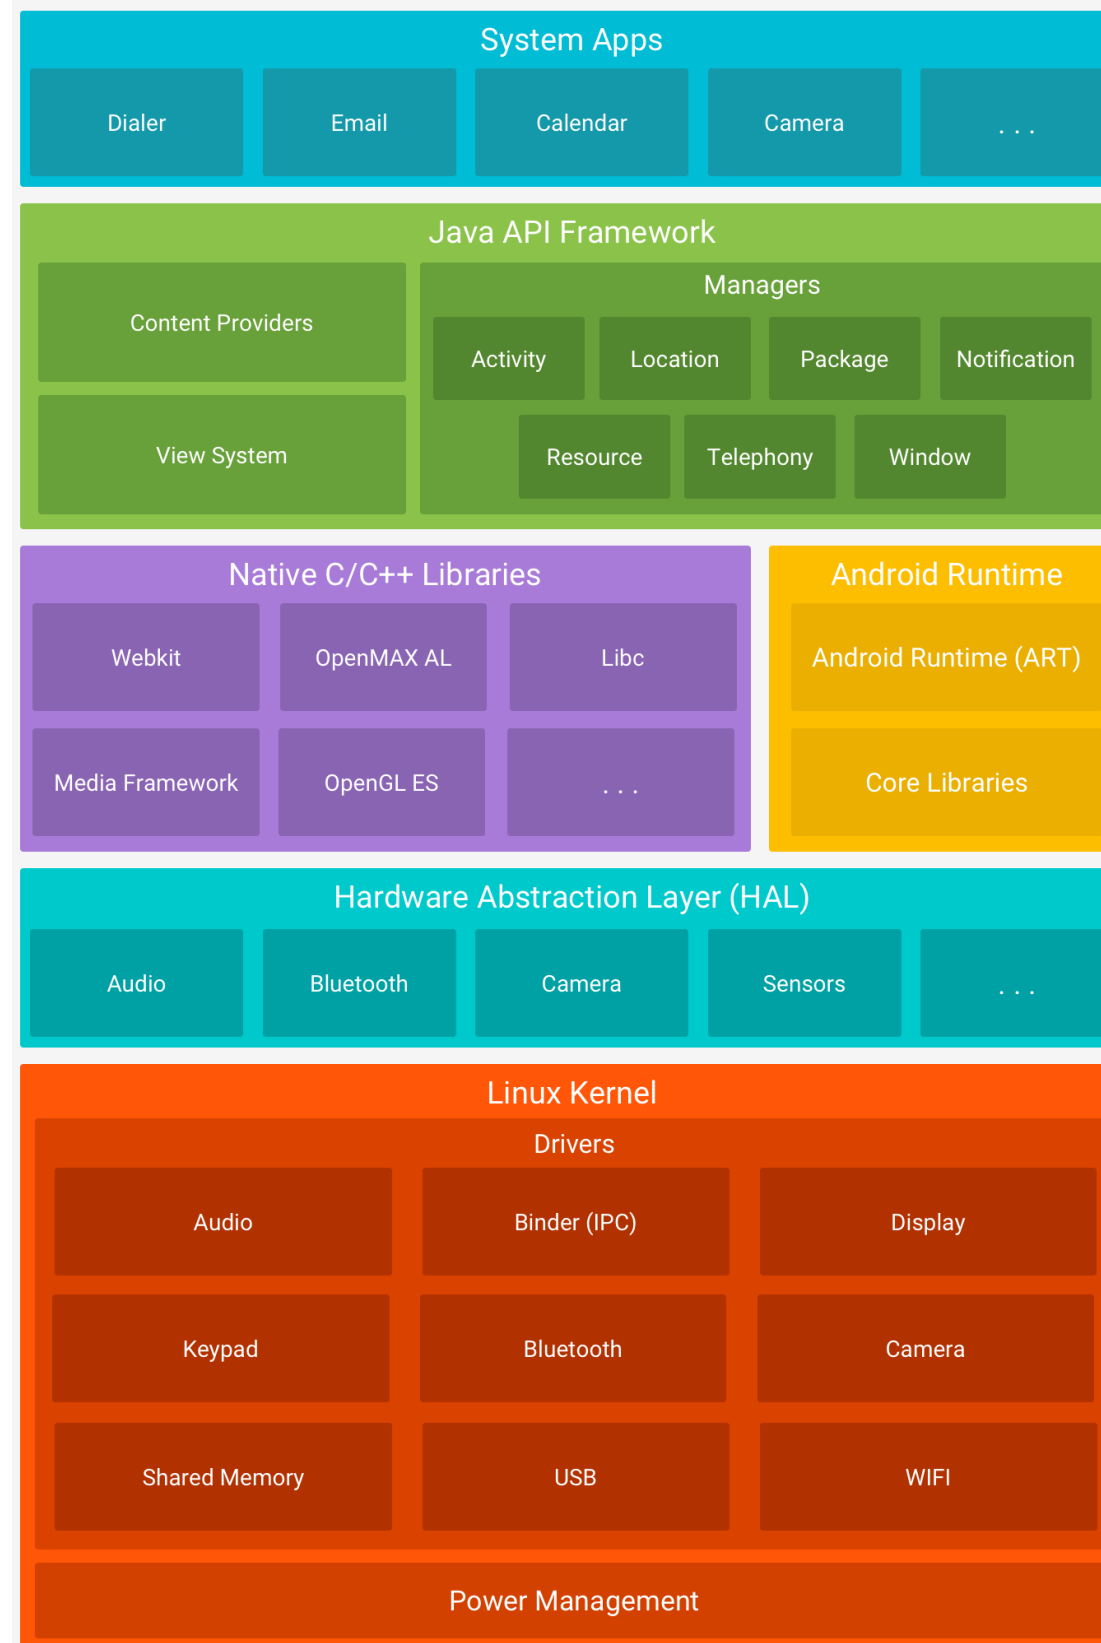 System Apps
Dialer Email Calendar Camera . . .
Java API Framework
Content Providers
View System
Managers
Activity Location Package Notification
Resource Telephony Window
Native C/C++ Libraries
Webkit OpenMAX AL Libc
Media Framework OpenGL ES . . .
Android Runtime
Android Runtime (ART)
Core Libraries
Hardware Abstraction Layer (HAL)
Audio Bluetooth Camera Sensors . . .
Linux Kernel
Drivers
Audio Binder (IPC) Display
Keypad Bluetooth Camera
Shared Memory USB WIFI
Power Management